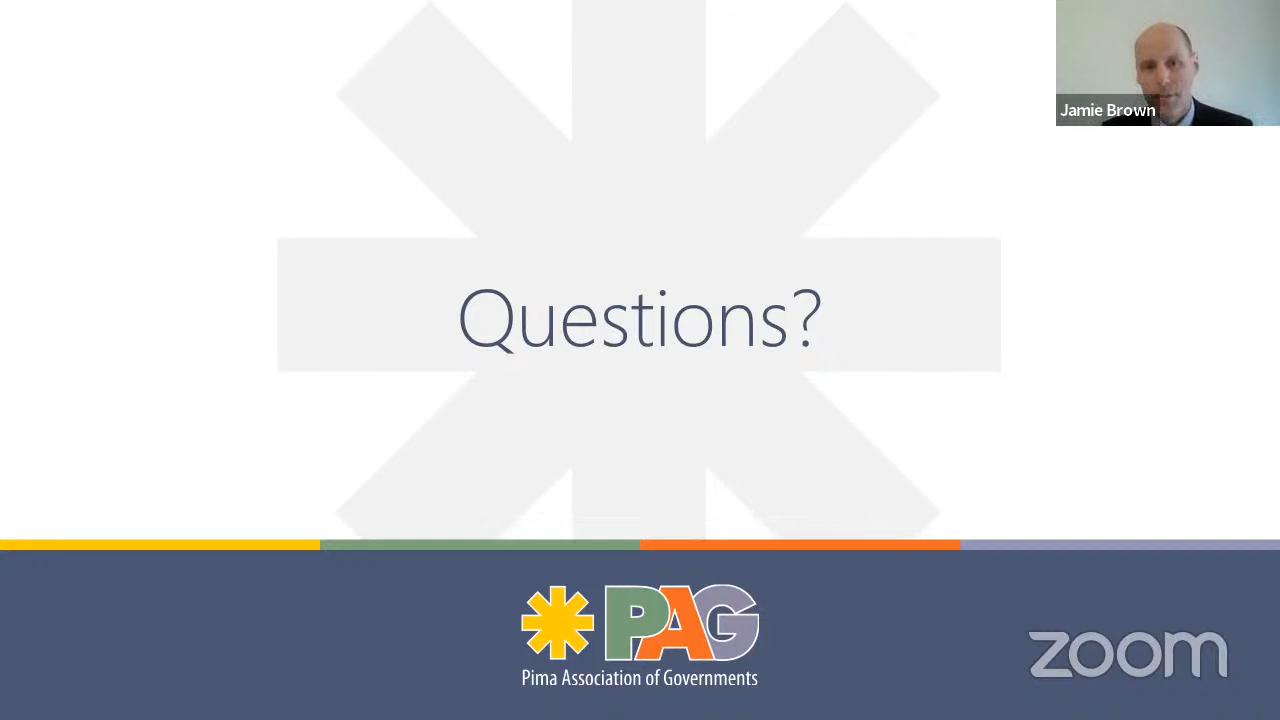 Jamie Brown
Questions?
PAG
Pima Association of Governments
zoom